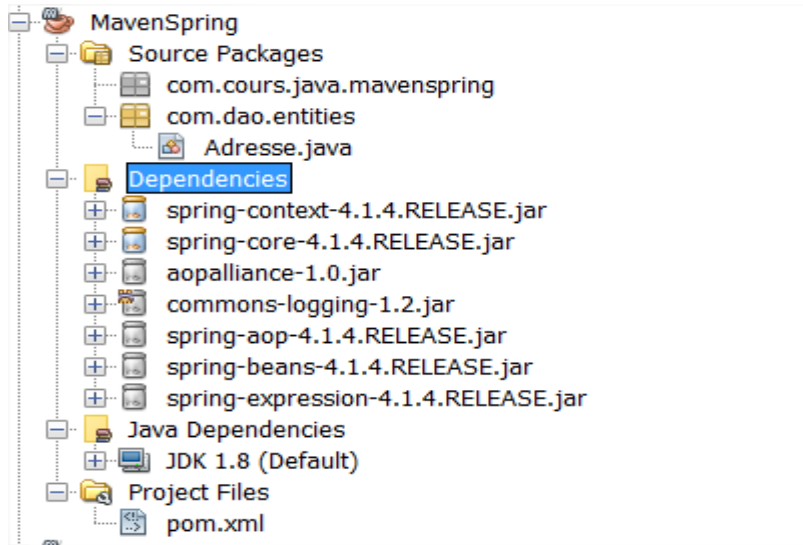 MavenSpring
Source Packages
com.cours.java.mavenspring
com.dao.entities
Adresse.java
Dependencies
spring-context-4.1.4.RELEASE.jar
spring-core-4.1.4.RELEASE.jar
aopalliance-1.0.jar
commons-logging-1.2.jar
spring-aop-4.1.4.RELEASE.jar
spring-beans-4.1.4.RELEASE.jar
spring-expression-4.1.4.RELEASE.jar
Java Dependencies
JDK 1.8 (Default)
Project Files
pom.xml